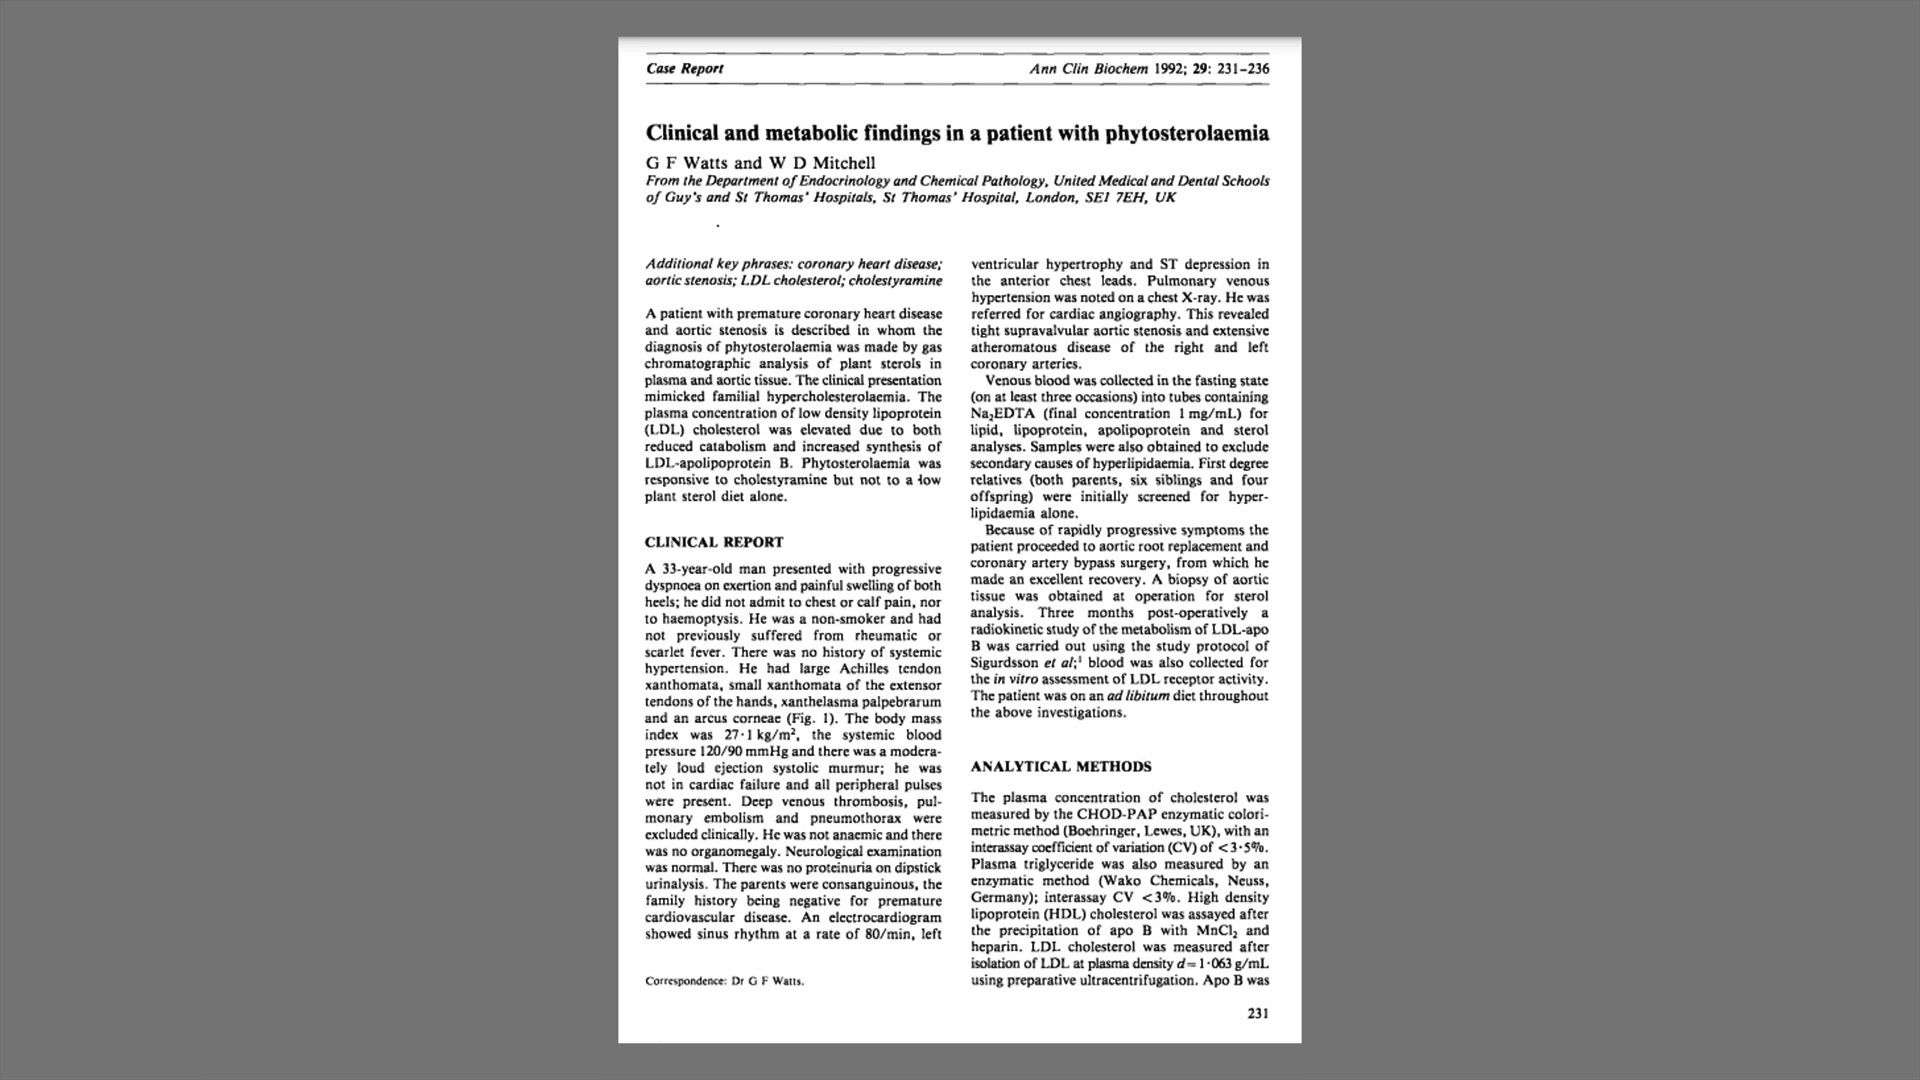 Case Report
Ann Clin Biochem 1992; 29: 231-236
Clinical and metabolic findings in a patient with phytosterolaemia
G F Watts and W D Mitchell
From the Department of Endocrinology and Chemical Pathology, United Medical and Dental Schools
of Guy's and St Thomas' Hospitals, St Thomas' Hospital, London, SE1 7EH, UK
Additional key phrases: coronary heart disease;
aortic stenosis; LDL cholesterol; cholestyramine
A patient with premature coronary heart disease
and aortic stenosis is described in whom the
diagnosis of phytosterolaemia was made by gas
chromatographic analysis of plant sterols in
plasma and aortic tissue. The clinical presentation
mimicked familial hypercholesterolaemia. The
plasma concentration of low density lipoprotein
(LDL) cholesterol was elevated due to both
reduced catabolism and increased synthesis of
LDL-apolipoprotein B. Phytosterolaemia was
responsive to cholestyramine but not to a low
plant sterol diet alone.
CLINICAL REPORT
A 33-year-old man presented with progressive
dyspnoea on exertion and painful swelling of both
heels; he did not admit to chest or calf pain, nor
to haemoptysis. He was a non-smoker and had
not previously suffered from rheumatic or
scarlet fever. There was no history of systemic
hypertension. He had large Achilles tendon
xanthomata, small xanthomata of the extensor
tendons of the hands, xanthelasma palpebrarum
and an arcus corneae (Fig. 1). The body mass
index was 27·1 kg/m², the systemic blood
pressure 120/90 mmHg and there was a modera-
tely loud ejection systolic murmur; he was
not in cardiac failure and all peripheral pulses
were present. Deep venous thrombosis, pul-
monary embolism and pneumothorax were
excluded clinically. He was not anaemic and there
was no organomegaly. Neurological examination
was normal. There was no proteinuria on dipstick
urinalysis. The parents were consanguinous, the
family history being negative for premature
cardiovascular disease. An electrocardiogram
showed sinus rhythm at a rate of 80/min, left
Correspondence: Dr G F Watts.
ventricular hypertrophy and ST depression in
the anterior chest leads. Pulmonary venous
hypertension was noted on a chest X-ray. He was
referred for cardiac angiography. This revealed
tight supravalvular aortic stenosis and extensive
atheromatous disease of the right and left
coronary arteries.
Venous blood was collected in the fasting state
(on at least three occasions) into tubes containing
Na₂EDTA (final concentration 1 mg/mL) for
lipid, lipoprotein, apolipoprotein and sterol
analyses. Samples were also obtained to exclude
secondary causes of hyperlipidaemia. First degree
relatives (both parents, six siblings and four
offspring) were initially screened for hyper-
lipidaemia alone.
Because of rapidly progressive symptoms the
patient proceeded to aortic root replacement and
coronary artery bypass surgery, from which he
made an excellent recovery. A biopsy of aortic
tissue was obtained at operation for sterol
analysis. Three months post-operatively a
radiokinetic study of the metabolism of LDL-apo
B was carried out using the study protocol of
Sigurdsson et al;¹ blood was also collected for
the in vitro assessment of LDL receptor activity.
The patient was on an ad libitum diet throughout
the above investigations.
ANALYTICAL METHODS
The plasma concentration of cholesterol was
measured by the CHOD-PAP enzymatic colori-
metric method (Boehringer, Lewes, UK), with an
interassay coefficient of variation (CV) of <3·5%.
Plasma triglyceride was also measured by an
enzymatic method (Wako Chemicals, Neuss,
Germany); interassay CV <3%. High density
lipoprotein (HDL) cholesterol was assayed after
the precipitation of apo B with MnCl₂ and
heparin. LDL cholesterol was measured after
isolation of LDL at plasma density d=1·063 g/mL
using preparative ultracentrifugation. Apo B was
231